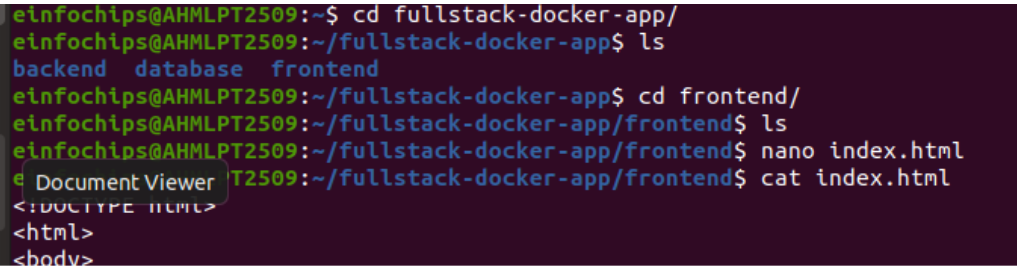 einfochips@AHMLPT2509:~$ cd fullstack-docker-app/
einfochips@AHMLPT2509:~/fullstack-docker-app$ ls
backend  database  frontend
einfochips@AHMLPT2509:~/fullstack-docker-app$ cd frontend/
einfochips@AHMLPT2509:~/fullstack-docker-app/frontend$ ls
einfochips@AHMLPT2509:~/fullstack-docker-app/frontend$ nano index.html
Document Viewer
T2509:~/fullstack-docker-app/frontend$ cat index.html
<!DOCTYPE html>
<html>
<body>